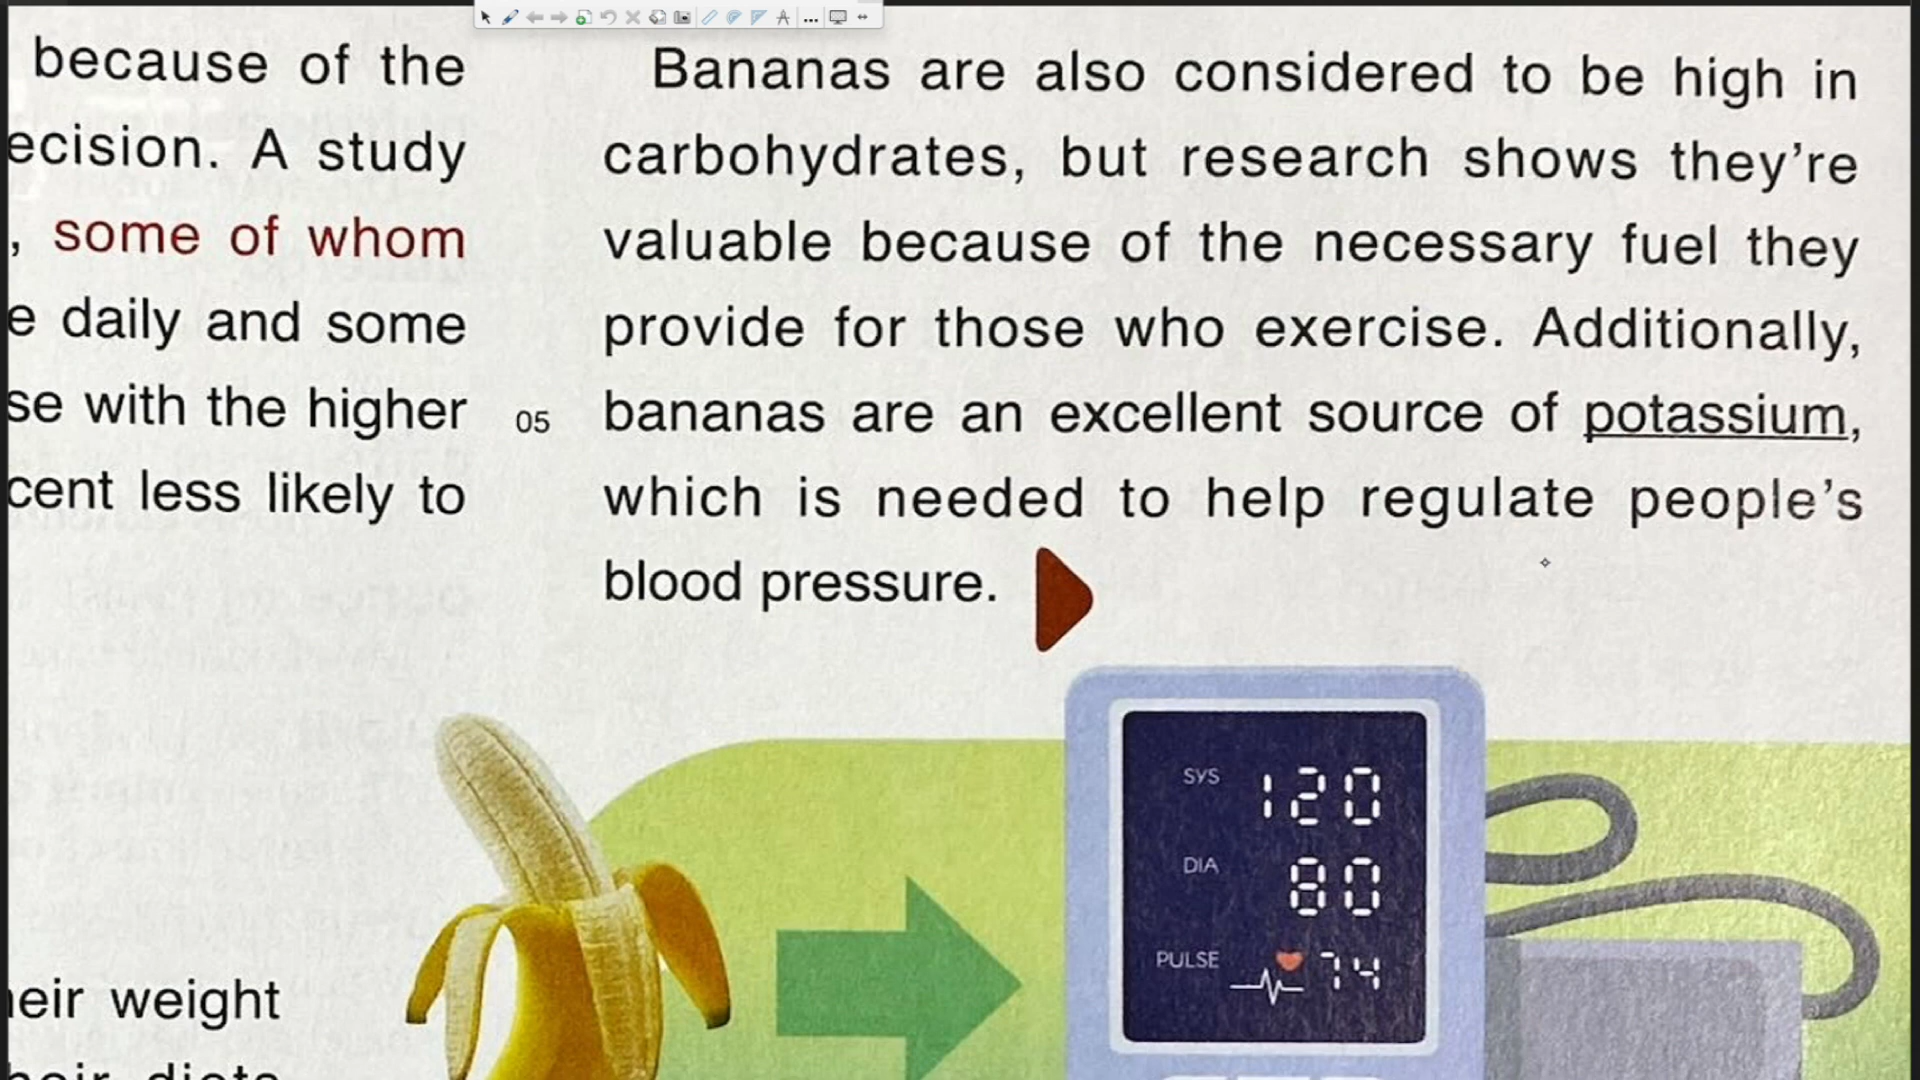 because of the
ecision. A study
, some of whom
e daily and some
se with the higher
cent less likely to
Bananas are also considered to be high in
carbohydrates, but research shows they're
valuable because of the necessary fuel they
provide for those who exercise. Additionally,
05 bananas are an excellent source of potassium,
which is needed to help regulate people's
blood pressure.
SYS 120
DIA 80
PULSE 74
eir weight